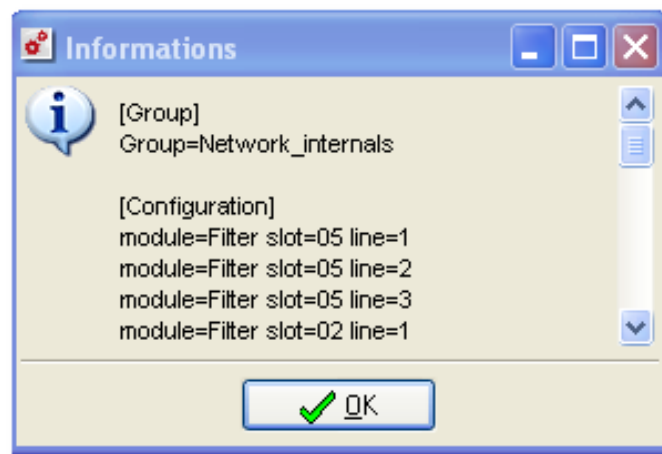 Informations
[Group]
Group=Network_internals
[Configuration]
module=Filter slot=05 line=1
module=Filter slot=05 line=2
module=Filter slot=05 line=3
module=Filter slot=02 line=1
OK